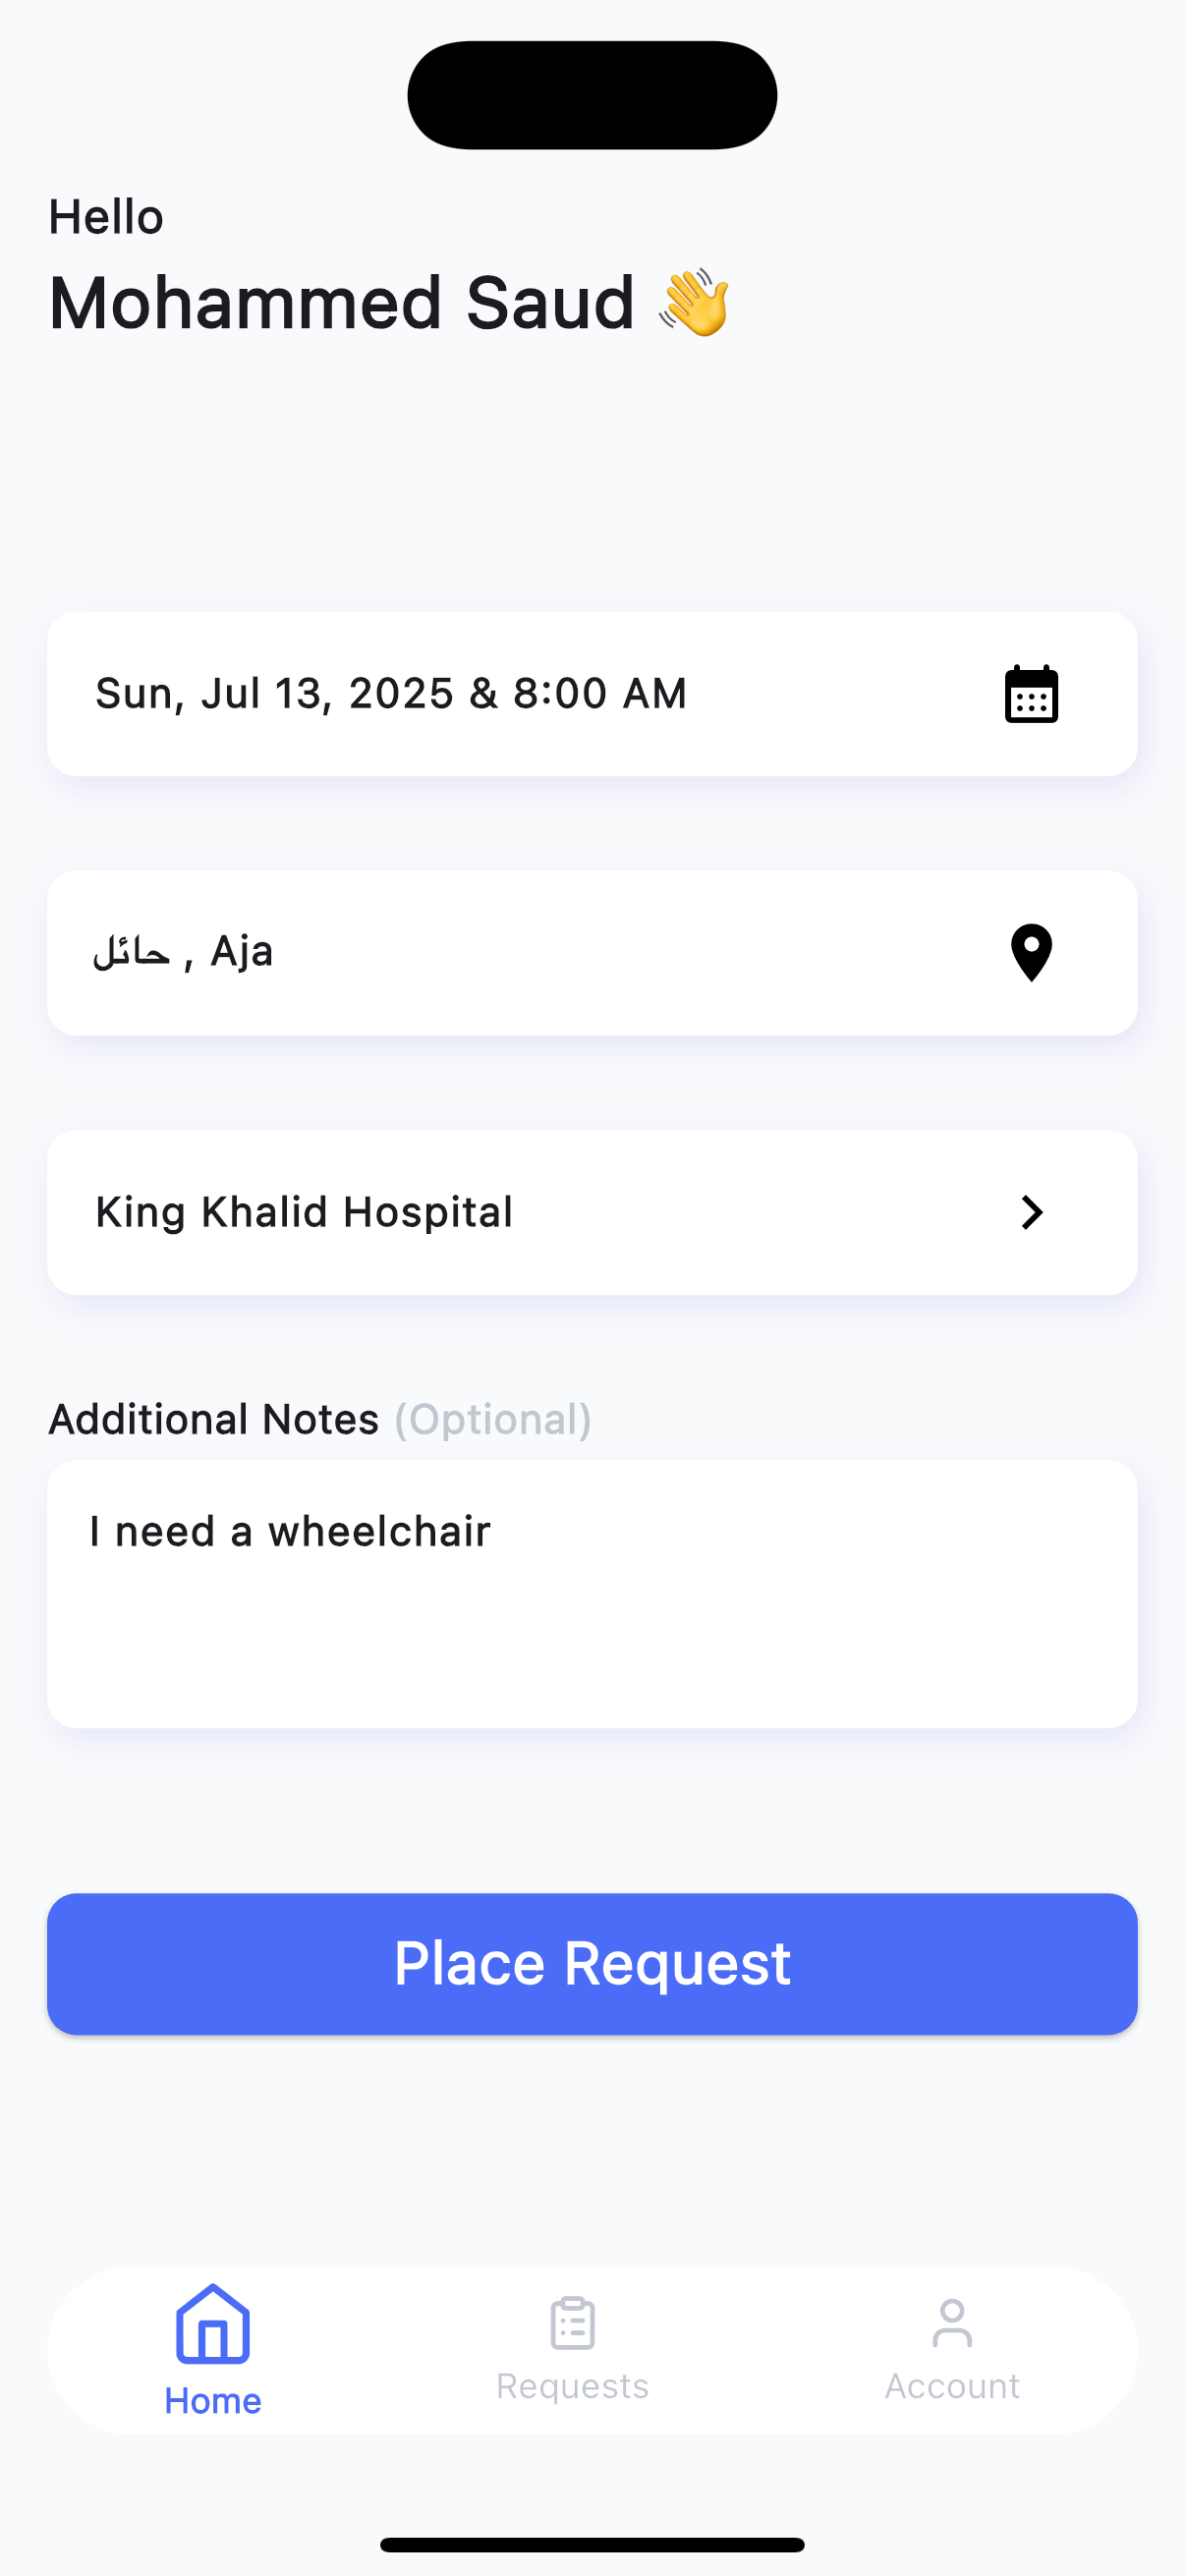 Hello
Mohammed Saud 👋
Sun, Jul 13, 2025 & 8:00 AM
حائل , Aja
King Khalid Hospital
Additional Notes (Optional)
I need a wheelchair
Place Request
Home
Requests
Account